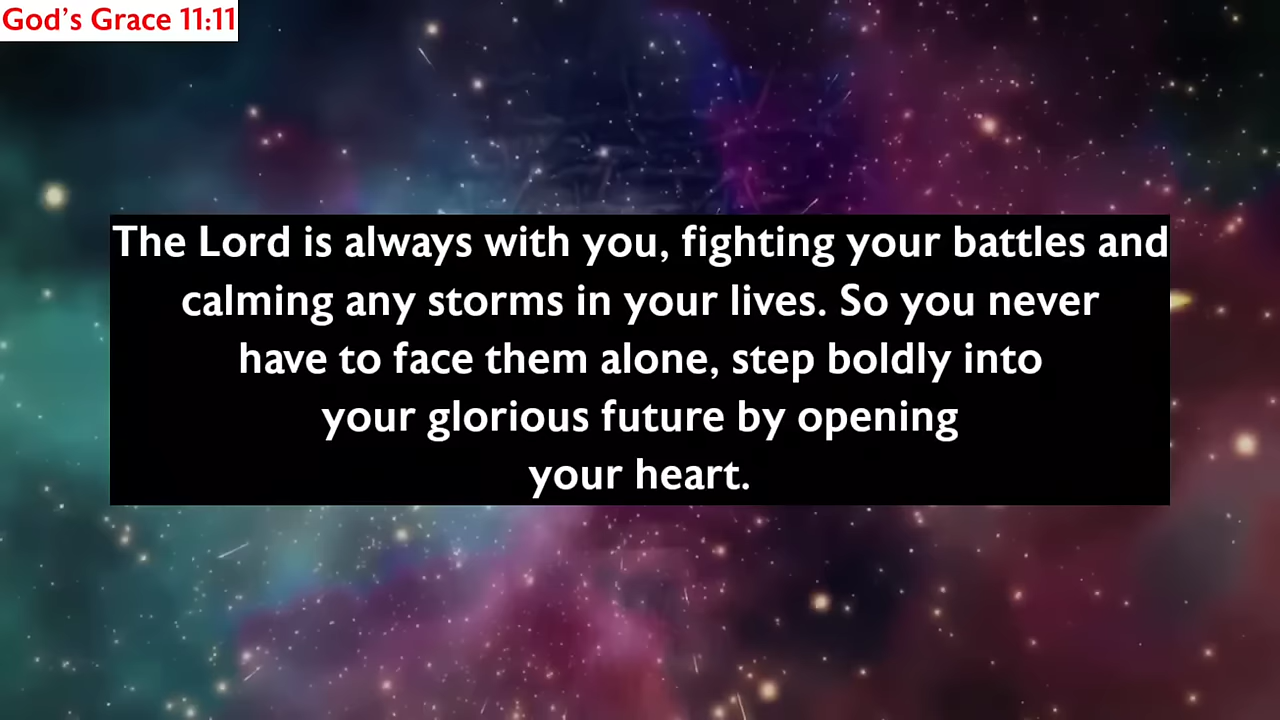 God's Grace 11:11
The Lord is always with you, fighting your battles and
calming any storms in your lives. So you never
have to face them alone, step boldly into
your glorious future by opening
your heart.